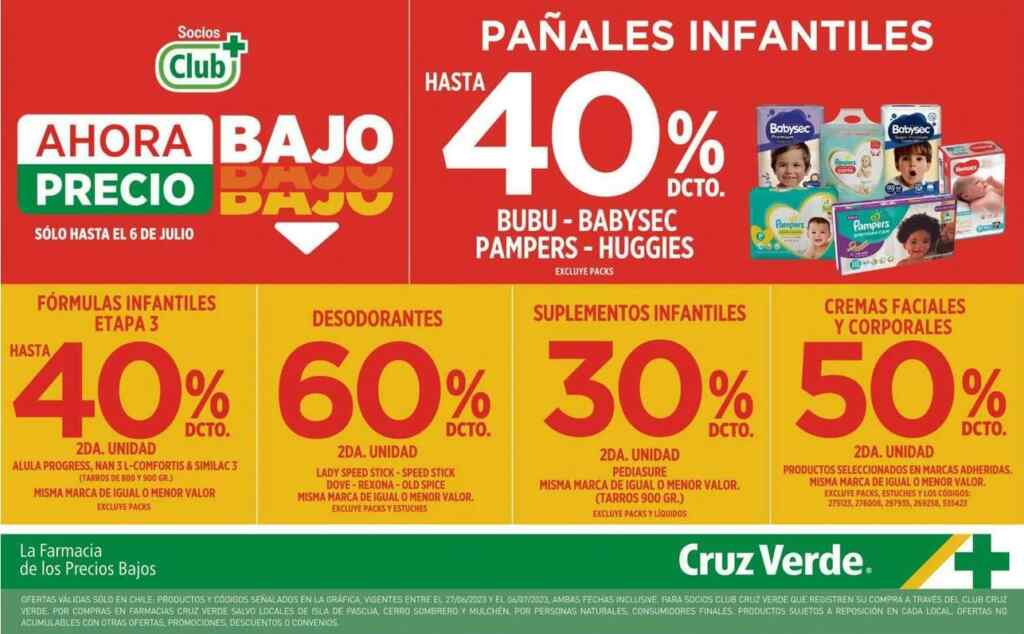 Socios
Club
AHORA
PRECIO
BAJO
BAJO
BAJO
SÓLO HASTA EL 6 DE JULIO
PAÑALES INFANTILES
HASTA
40%
DCTO.
BUBU - BABYSEC
PAMPERS - HUGGIES
EXCLUYE PACKS
Babysec
Premium
Pampers
Babysec
Super Premium
Huggies
Pampers
Pampers
FÓRMULAS INFANTILES
ETAPA 3
HASTA
40%
DCTO.
2DA. UNIDAD
ALULA PROGRESS, NAN 3 L-COMFORTIS & SIMILAC 3
(TARROS DE 800 Y 900 GR.)
MISMA MARCA DE IGUAL O MENOR VALOR
EXCLUYE PACKS
DESODORANTES
60%
DCTO.
2DA. UNIDAD
LADY SPEED STICK - SPEED STICK
DOVE - REXONA - OLD SPICE
MISMA MARCA DE IGUAL O MENOR VALOR.
EXCLUYE PACKS Y ESTUCHES
SUPLEMENTOS INFANTILES
30%
DCTO.
2DA. UNIDAD
PEDIASURE
MISMA MARCA DE IGUAL O MENOR VALOR.
(TARROS 900 GR.)
EXCLUYE PACKS Y LÍQUIDOS
CREMAS FACIALES
Y CORPORALES
50%
DCTO.
2DA. UNIDAD
PRODUCTOS SELECCIONADOS EN MARCAS ADHERIDAS.
MISMA MARCA DE IGUAL O MENOR VALOR.
EXCLUYE PACKS, ESTUCHES Y LOS CÓDIGOS:
275123, 276006, 297935, 269258, 535423
La Farmacia
de los Precios Bajos
Cruz Verde®
OFERTAS VÁLIDAS SÓLO EN CHILE; PRODUCTOS Y CÓDIGOS SEÑALADOS EN LA GRÁFICA, VIGENTES ENTRE EL 27/06/2023 Y EL 06/07/2023, AMBAS FECHAS INCLUSIVE. PARA SOCIOS CLUB CRUZ VERDE QUE REGISTREN SU COMPRA A TRAVÉS DEL CLUB CRUZ
VERDE. POR COMPRAS EN FARMACIAS CRUZ VERDE SALVO LOCALES DE ISLA DE PASCUA, CERRO SOMBRERO Y MULCHÉN, POR PERSONAS NATURALES, CONSUMIDORES FINALES. PRODUCTOS SUJETOS A REPOSICIÓN EN CADA LOCAL. OFERTAS NO
ACUMULABLES CON OTRAS OFERTAS, PROMOCIONES, DESCUENTOS O CONVENIOS.